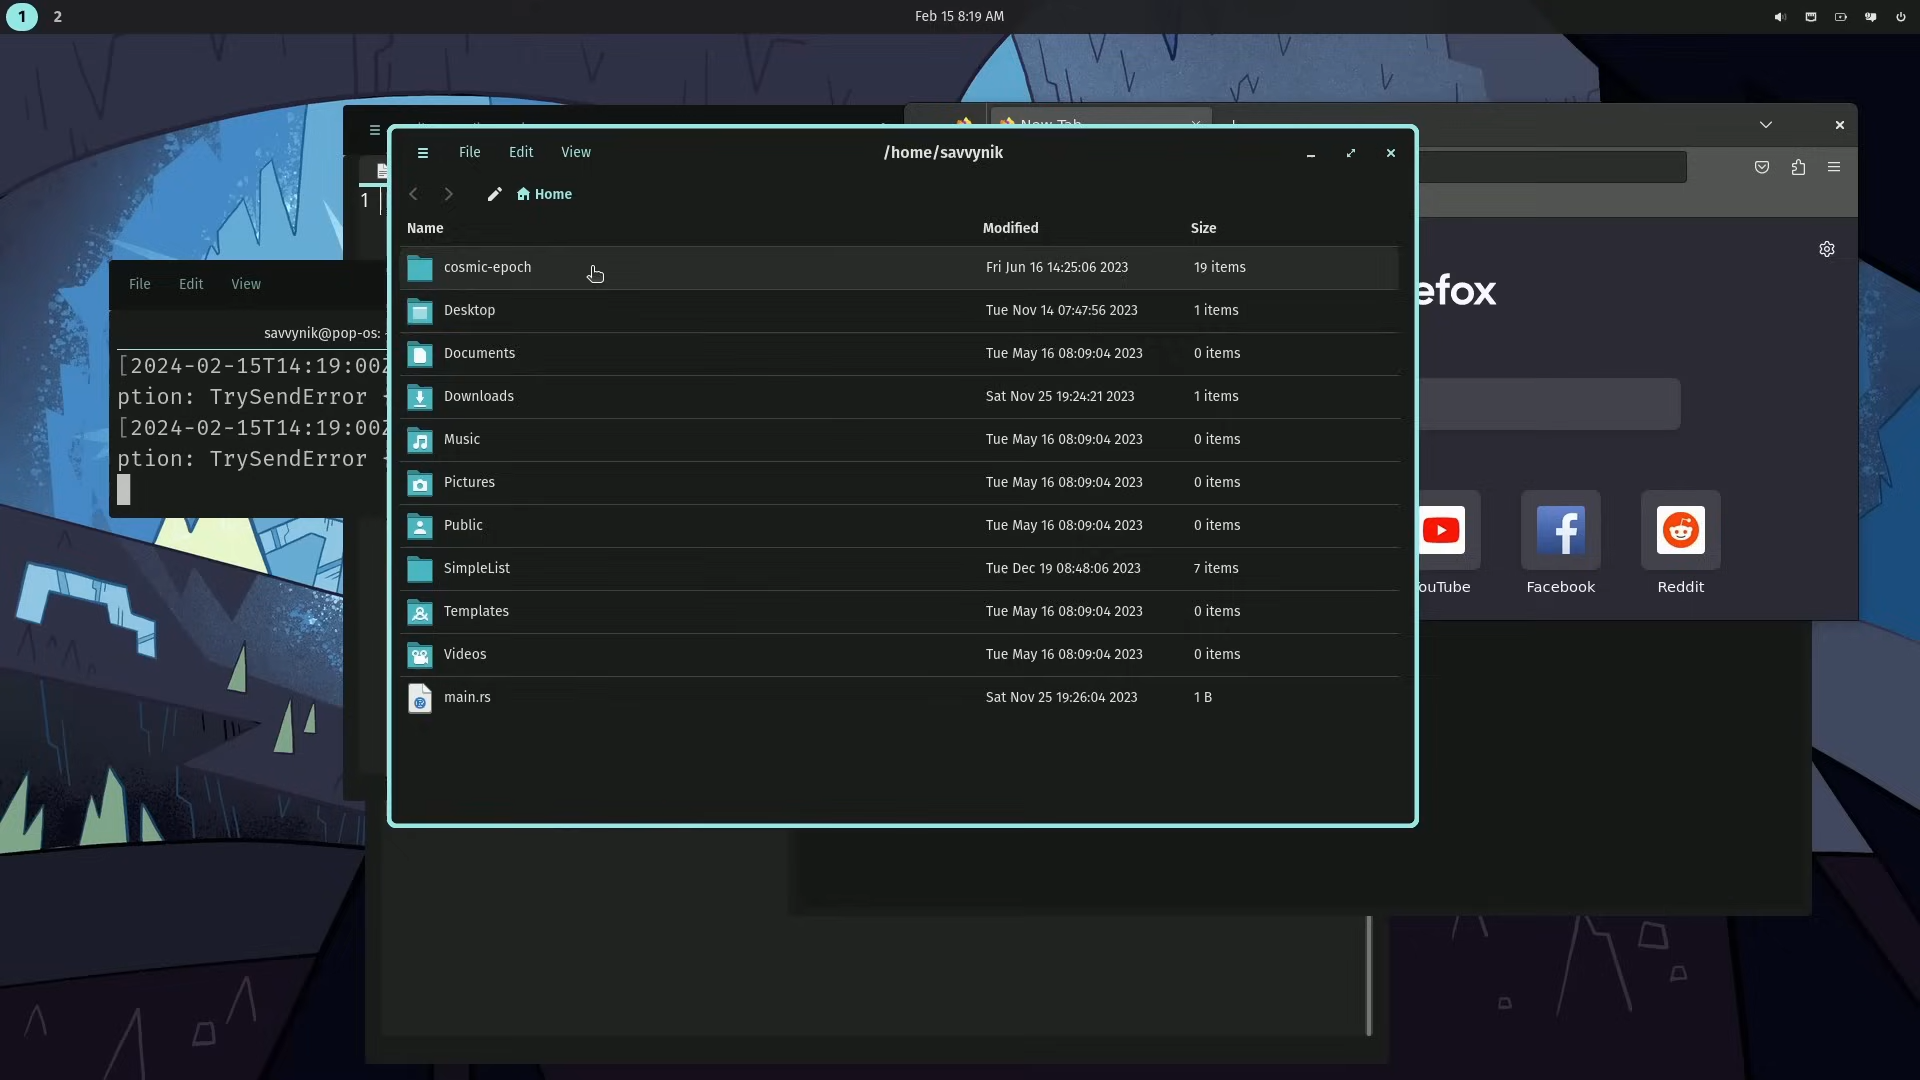 1
2
Feb 15 8:19 AM
New Tab
File
Edit
View
/home/savvynik
Home
Name
Modified
Size
cosmic-epoch
Fri Jun 16 14:25:06 2023
19 items
Desktop
Tue Nov 14 07:47:56 2023
1 items
Documents
Tue May 16 08:09:04 2023
0 items
Downloads
Sat Nov 25 19:24:21 2023
1 items
Music
Tue May 16 08:09:04 2023
0 items
Pictures
Tue May 16 08:09:04 2023
0 items
Public
Tue May 16 08:09:04 2023
0 items
SimpleList
Tue Dec 19 08:48:06 2023
7 items
Templates
Tue May 16 08:09:04 2023
0 items
Videos
Tue May 16 08:09:04 2023
0 items
main.rs
Sat Nov 25 19:26:04 2023
1 B
1
File
Edit
View
savvynik@pop-os:
[2024-02-15T14:19:00Z
ption: TrySendError {
[2024-02-15T14:19:00Z
ption: TrySendError {
efox
ouTube
Facebook
Reddit